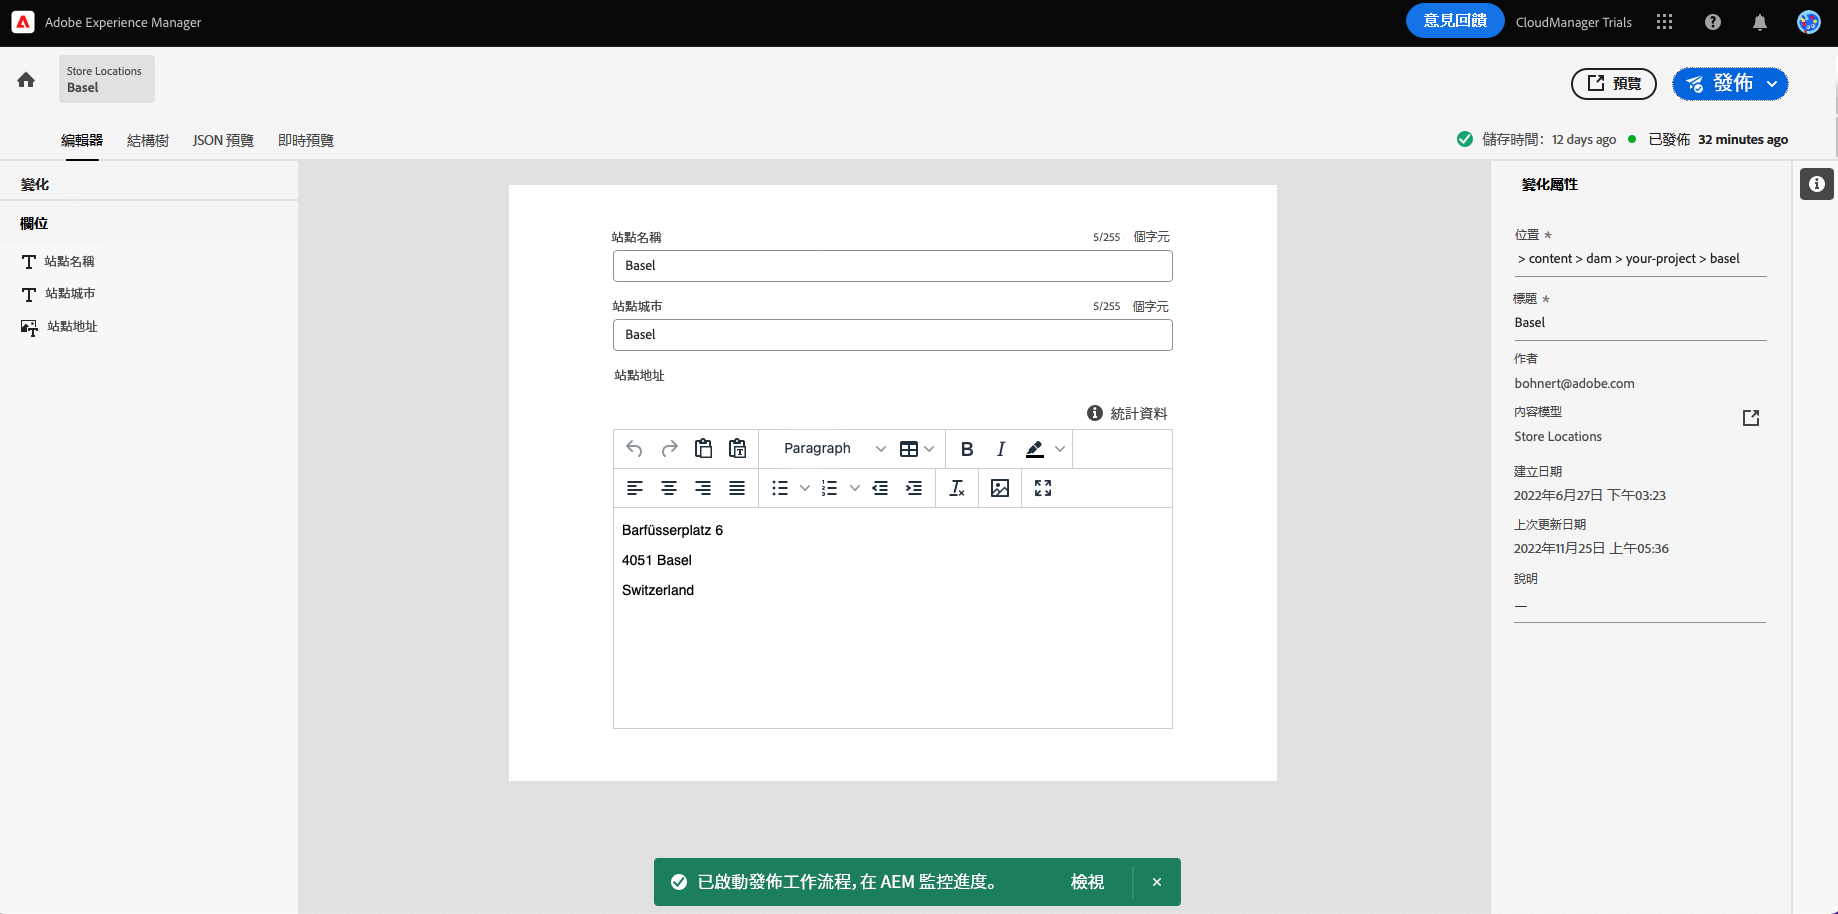 Adobe Experience Manager
意見回饋
CloudManager Trials
Store Locations
Basel
預覽
發佈
編輯器
結構樹
JSON 預覽
即時預覽
儲存時間: 12 days ago
已發佈 32 minutes ago
變化
欄位
站點名稱
站點城市
站點地址
站點名稱
5/255 個字元
Basel
站點城市
5/255 個字元
Basel
站點地址
統計資料
Paragraph
Barfüsserplatz 6
4051 Basel
Switzerland
變化屬性
位置 *
> content > dam > your-project > basel
標題 *
Basel
作者
bohnert@adobe.com
內容模型
Store Locations
建立日期
2022年6月27日 下午03:23
上次更新日期
2022年11月25日 上午05:36
說明
—
已啟動發佈工作流程, 在 AEM 監控進度。
檢視